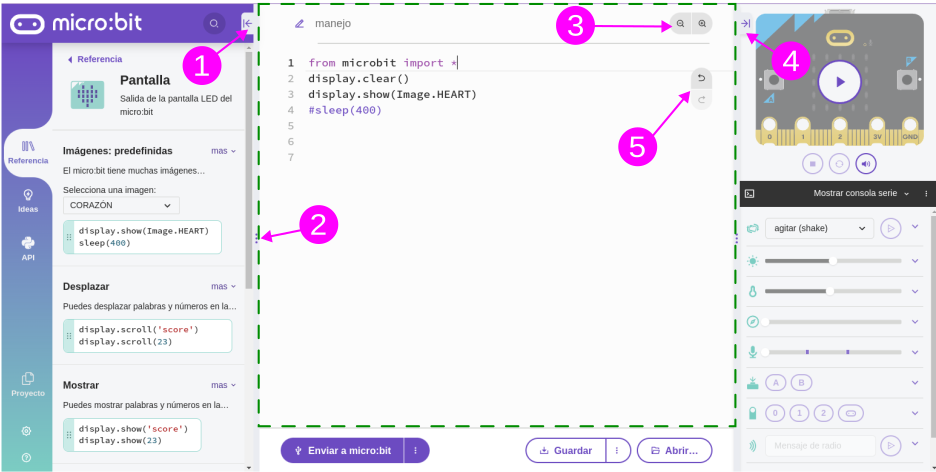 micro:bit
Referencia
Ideas
API
Proyecto
Referencia
Pantalla
Salida de la pantalla LED del
micro:bit
Imágenes: predefinidas
mas
El micro:bit tiene muchas imágenes...
Selecciona una imagen:
CORAZÓN
display.show(Image.HEART)
sleep(400)
Desplazar
mas
Puedes desplazar palabras y números en la...
display.scroll('score')
display.scroll(23)
Mostrar
mas
Puedes mostrar palabras y números en la...
display.show('score')
display.show(23)
1
2
3
4
5
manejo
1 from microbit import *
2 display.clear()
3 display.show(Image.HEART)
4 #sleep(400)
5
6
7
Enviar a micro:bit
Guardar
Abrir...
0 1 2 3V GND
Mostrar consola serie
agitar (shake)
A B
0 1 2
Mensaje de radio